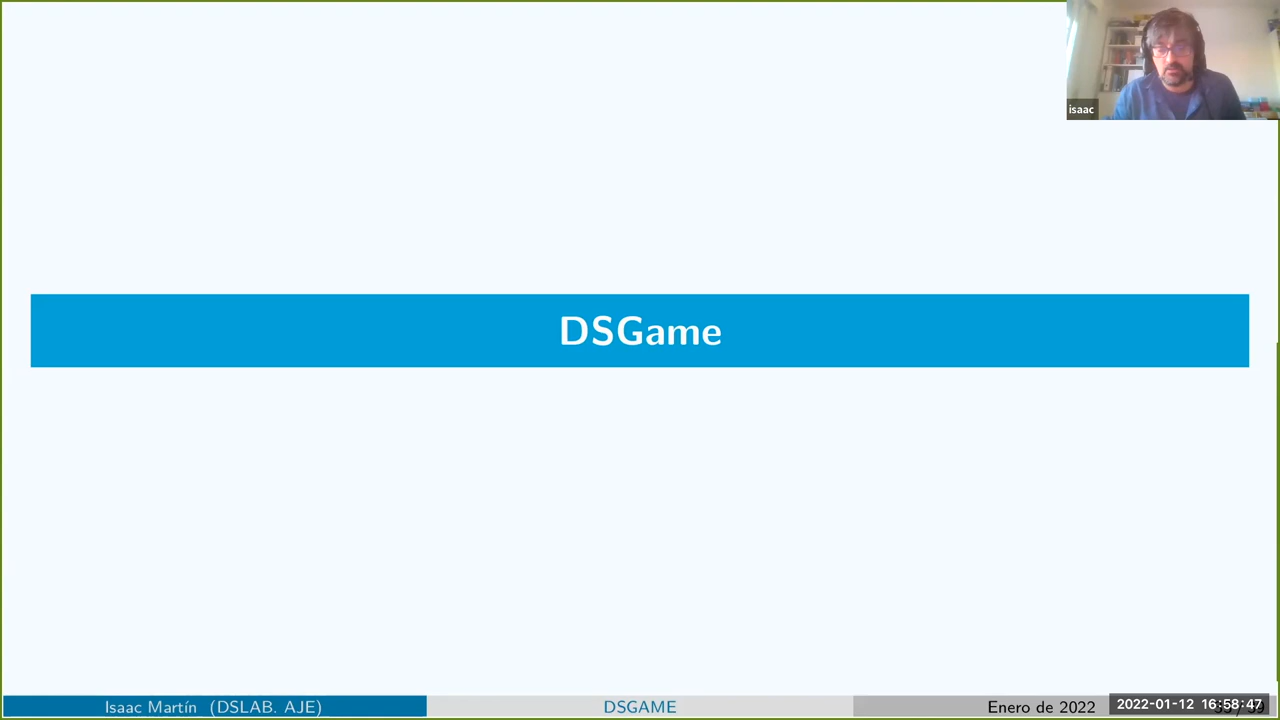 isaac
DSGame
Isaac Martín (DSLAB. AJE)
DSGAME
Enero de 2022
2022-01-12 16:58:47